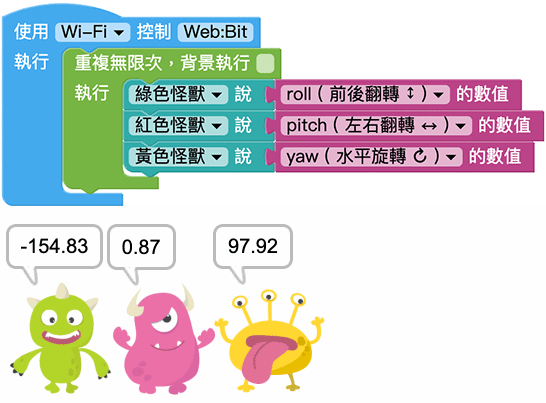 使用 Wi-Fi 控制 Web:Bit
執行 重複無限次，背景執行
執行 綠色怪獸 說 roll ( 前後翻轉 ↕ ) 的數值
紅色怪獸 說 pitch ( 左右翻轉 ↔ ) 的數值
黃色怪獸 說 yaw ( 水平旋轉 ↻ ) 的數值
-154.83 0.87 97.92